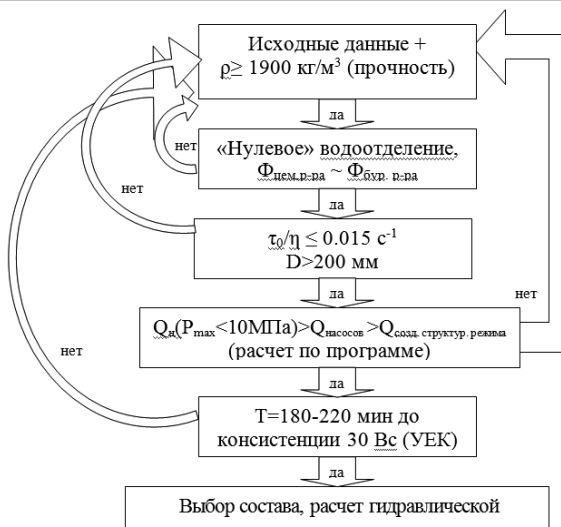 Исходные данные +
ρ≥ 1900 кг/м³ (прочность)
да
нет
«Нулевое» водоотделение,
Фцем.р-ра ~ Фбур. р-ра
да
нет
τ₀/η ≤ 0.015 с⁻¹
D>200 мм
да
нет
Qн(Pmax<10МПа)>Qнасосов >Qсозд. структур. режима
(расчет по программе)
нет
да
T=180-220 мин до
консистенции 30 Вс (УЕК)
да
Выбор состава, расчет гидравлической